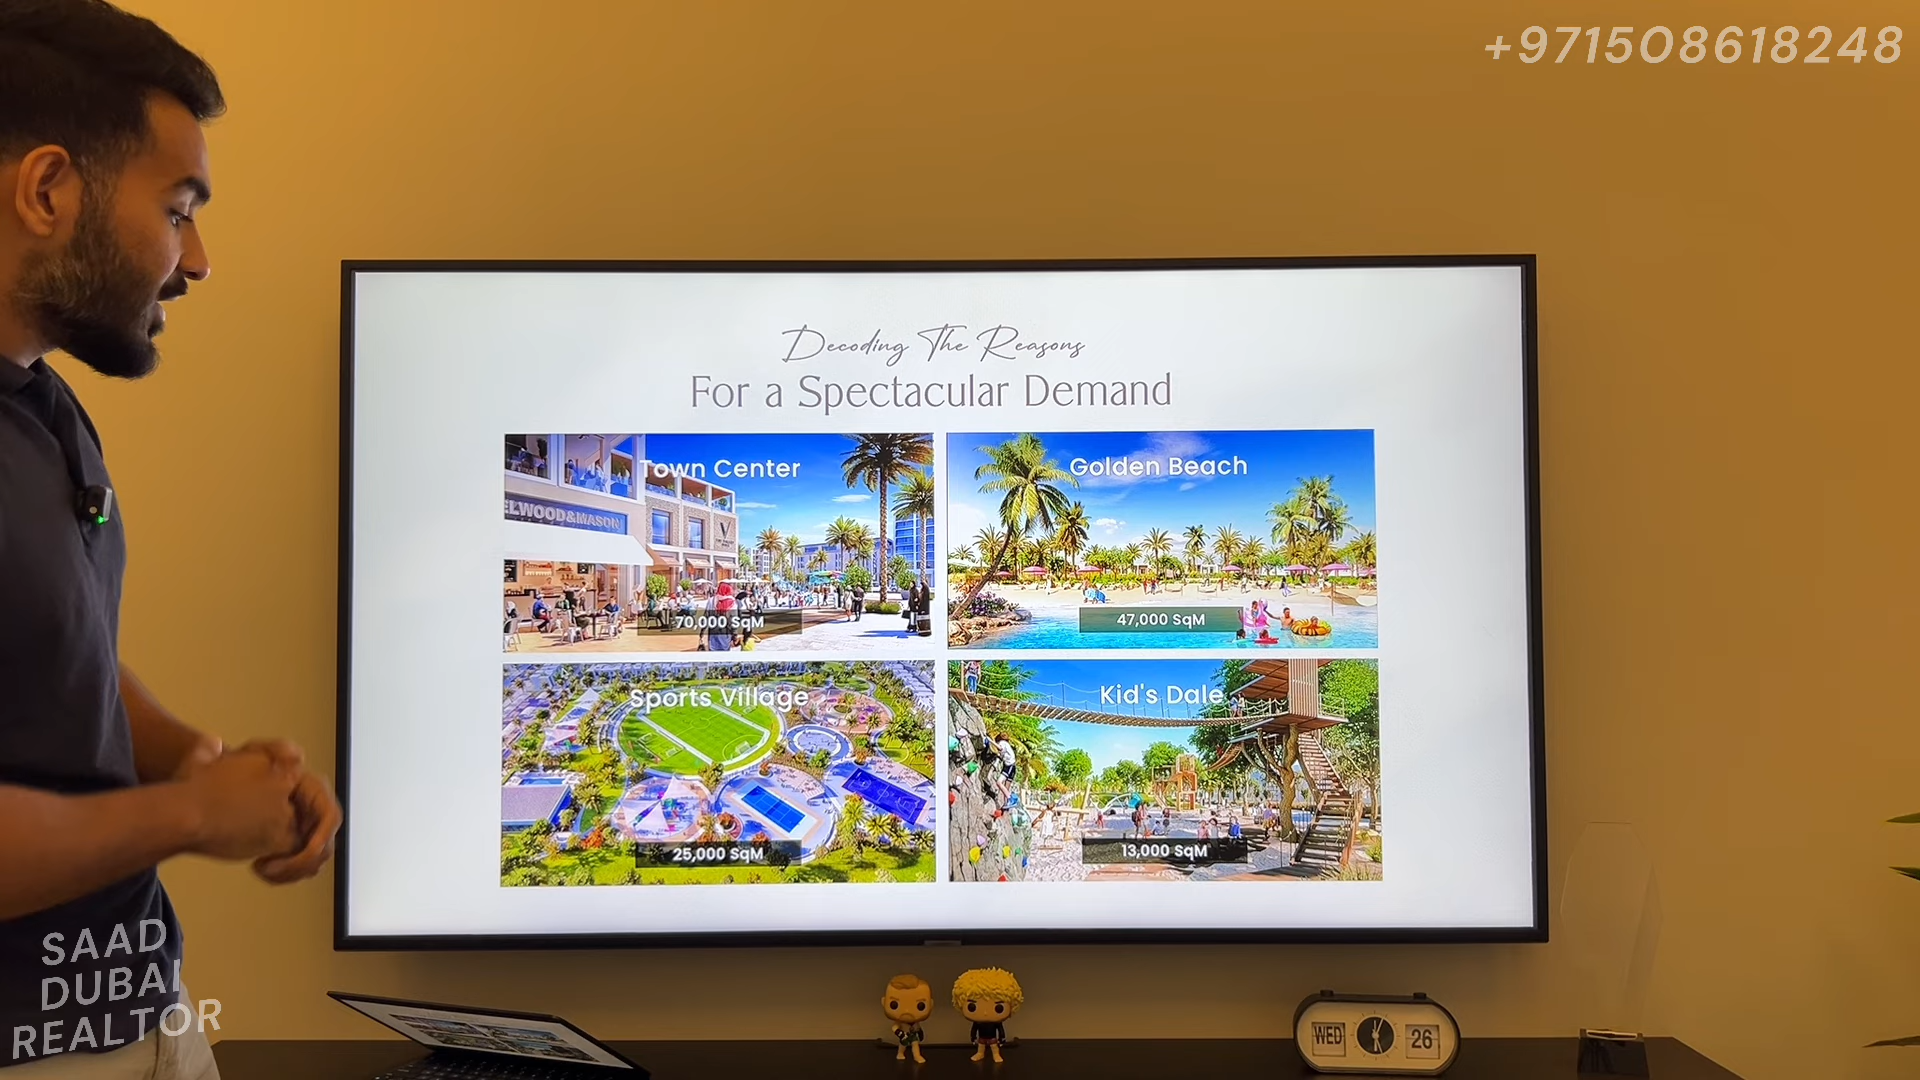 +971508618248
Decoding The Reasons
For a Spectacular Demand
Town Center
ELWOOD&MASON
70,000 SqM
Golden Beach
47,000 SqM
Sports Village
25,000 SqM
Kid's Dale
13,000 SqM
SAAD
DUBAI
REALTOR
WED
26